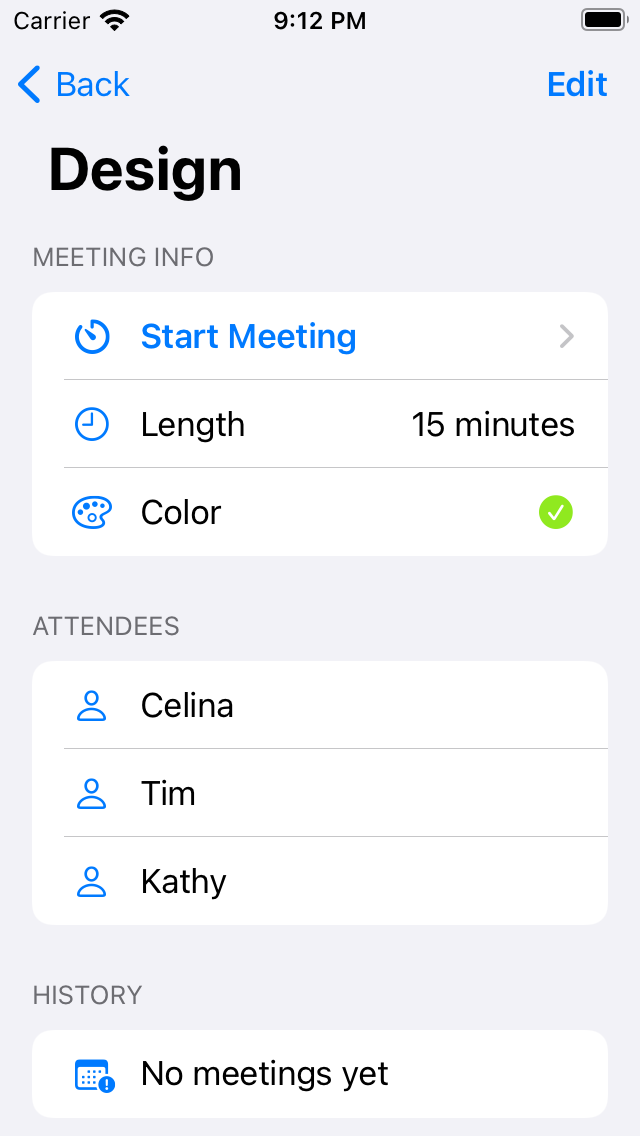 Carrier 9:12 PM
Back Edit
Design
MEETING INFO
Start Meeting
Length 15 minutes
Color
ATTENDEES
Celina
Tim
Kathy
HISTORY
No meetings yet